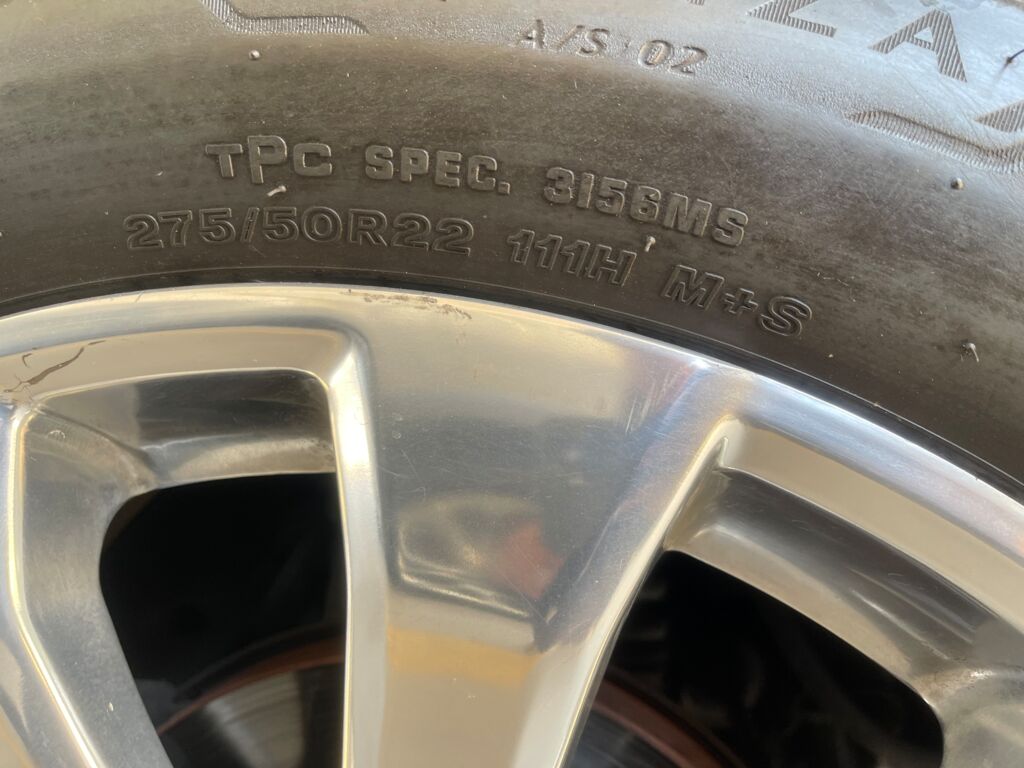 A/S 02
TPC SPEC. 3156MS
275/50R22 111H M+S